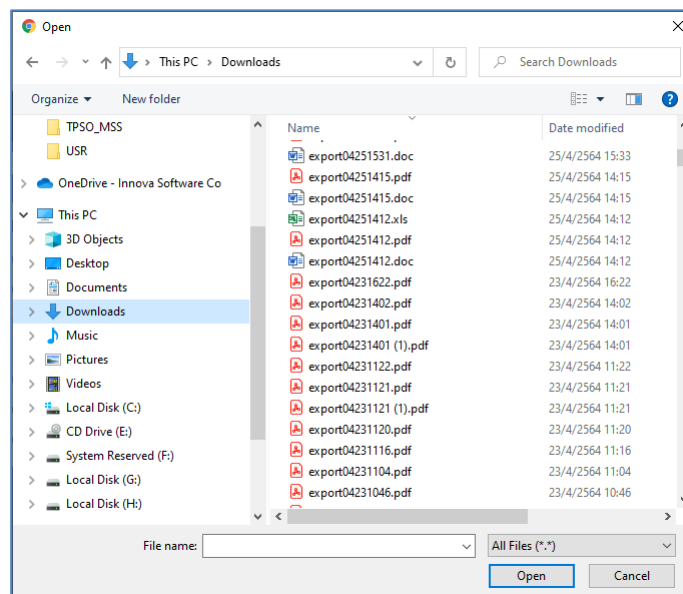 Open
This PC > Downloads
Search Downloads
Organize
New folder
TPSO_MSS
USR
OneDrive - Innova Software Co
This PC
3D Objects
Desktop
Documents
Downloads
Music
Pictures
Videos
Local Disk (C:)
CD Drive (E:)
System Reserved (F:)
Local Disk (G:)
Local Disk (H:)
Name Date modified
export04251531.doc 25/4/2564 15:33
export04251415.pdf 25/4/2564 14:15
export04251415.doc 25/4/2564 14:15
export04251412.xls 25/4/2564 14:12
export04251412.pdf 25/4/2564 14:12
export04251412.doc 25/4/2564 14:12
export04231622.pdf 23/4/2564 16:22
export04231402.pdf 23/4/2564 14:02
export04231401.pdf 23/4/2564 14:01
export04231401 (1).pdf 23/4/2564 14:01
export04231122.pdf 23/4/2564 11:22
export04231121.pdf 23/4/2564 11:21
export04231121 (1).pdf 23/4/2564 11:21
export04231120.pdf 23/4/2564 11:20
export04231116.pdf 23/4/2564 11:16
export04231104.pdf 23/4/2564 11:04
export04231046.pdf 23/4/2564 10:46
File name:
All Files (*.*)
Open
Cancel